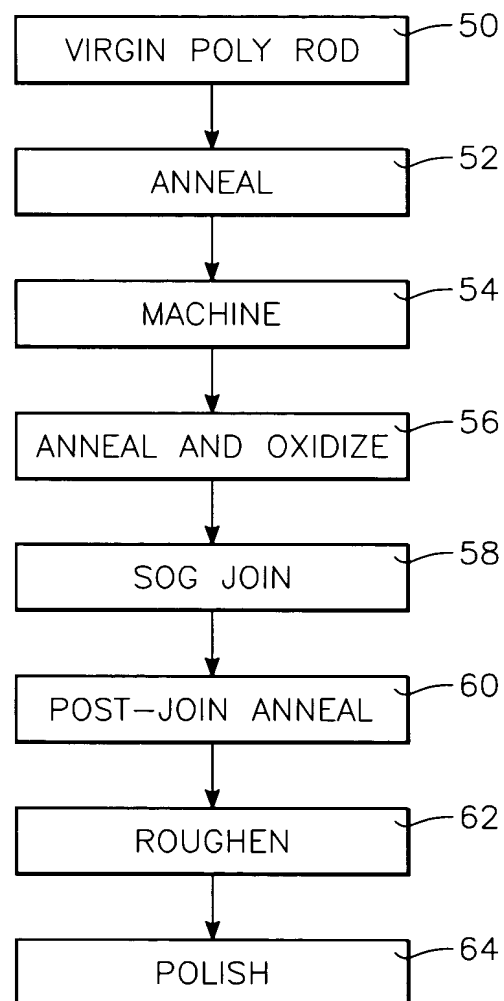 VIRGIN POLY ROD 50
ANNEAL 52
MACHINE 54
ANNEAL AND OXIDIZE 56
SOG JOIN 58
POST-JOIN ANNEAL 60
ROUGHEN 62
POLISH 64